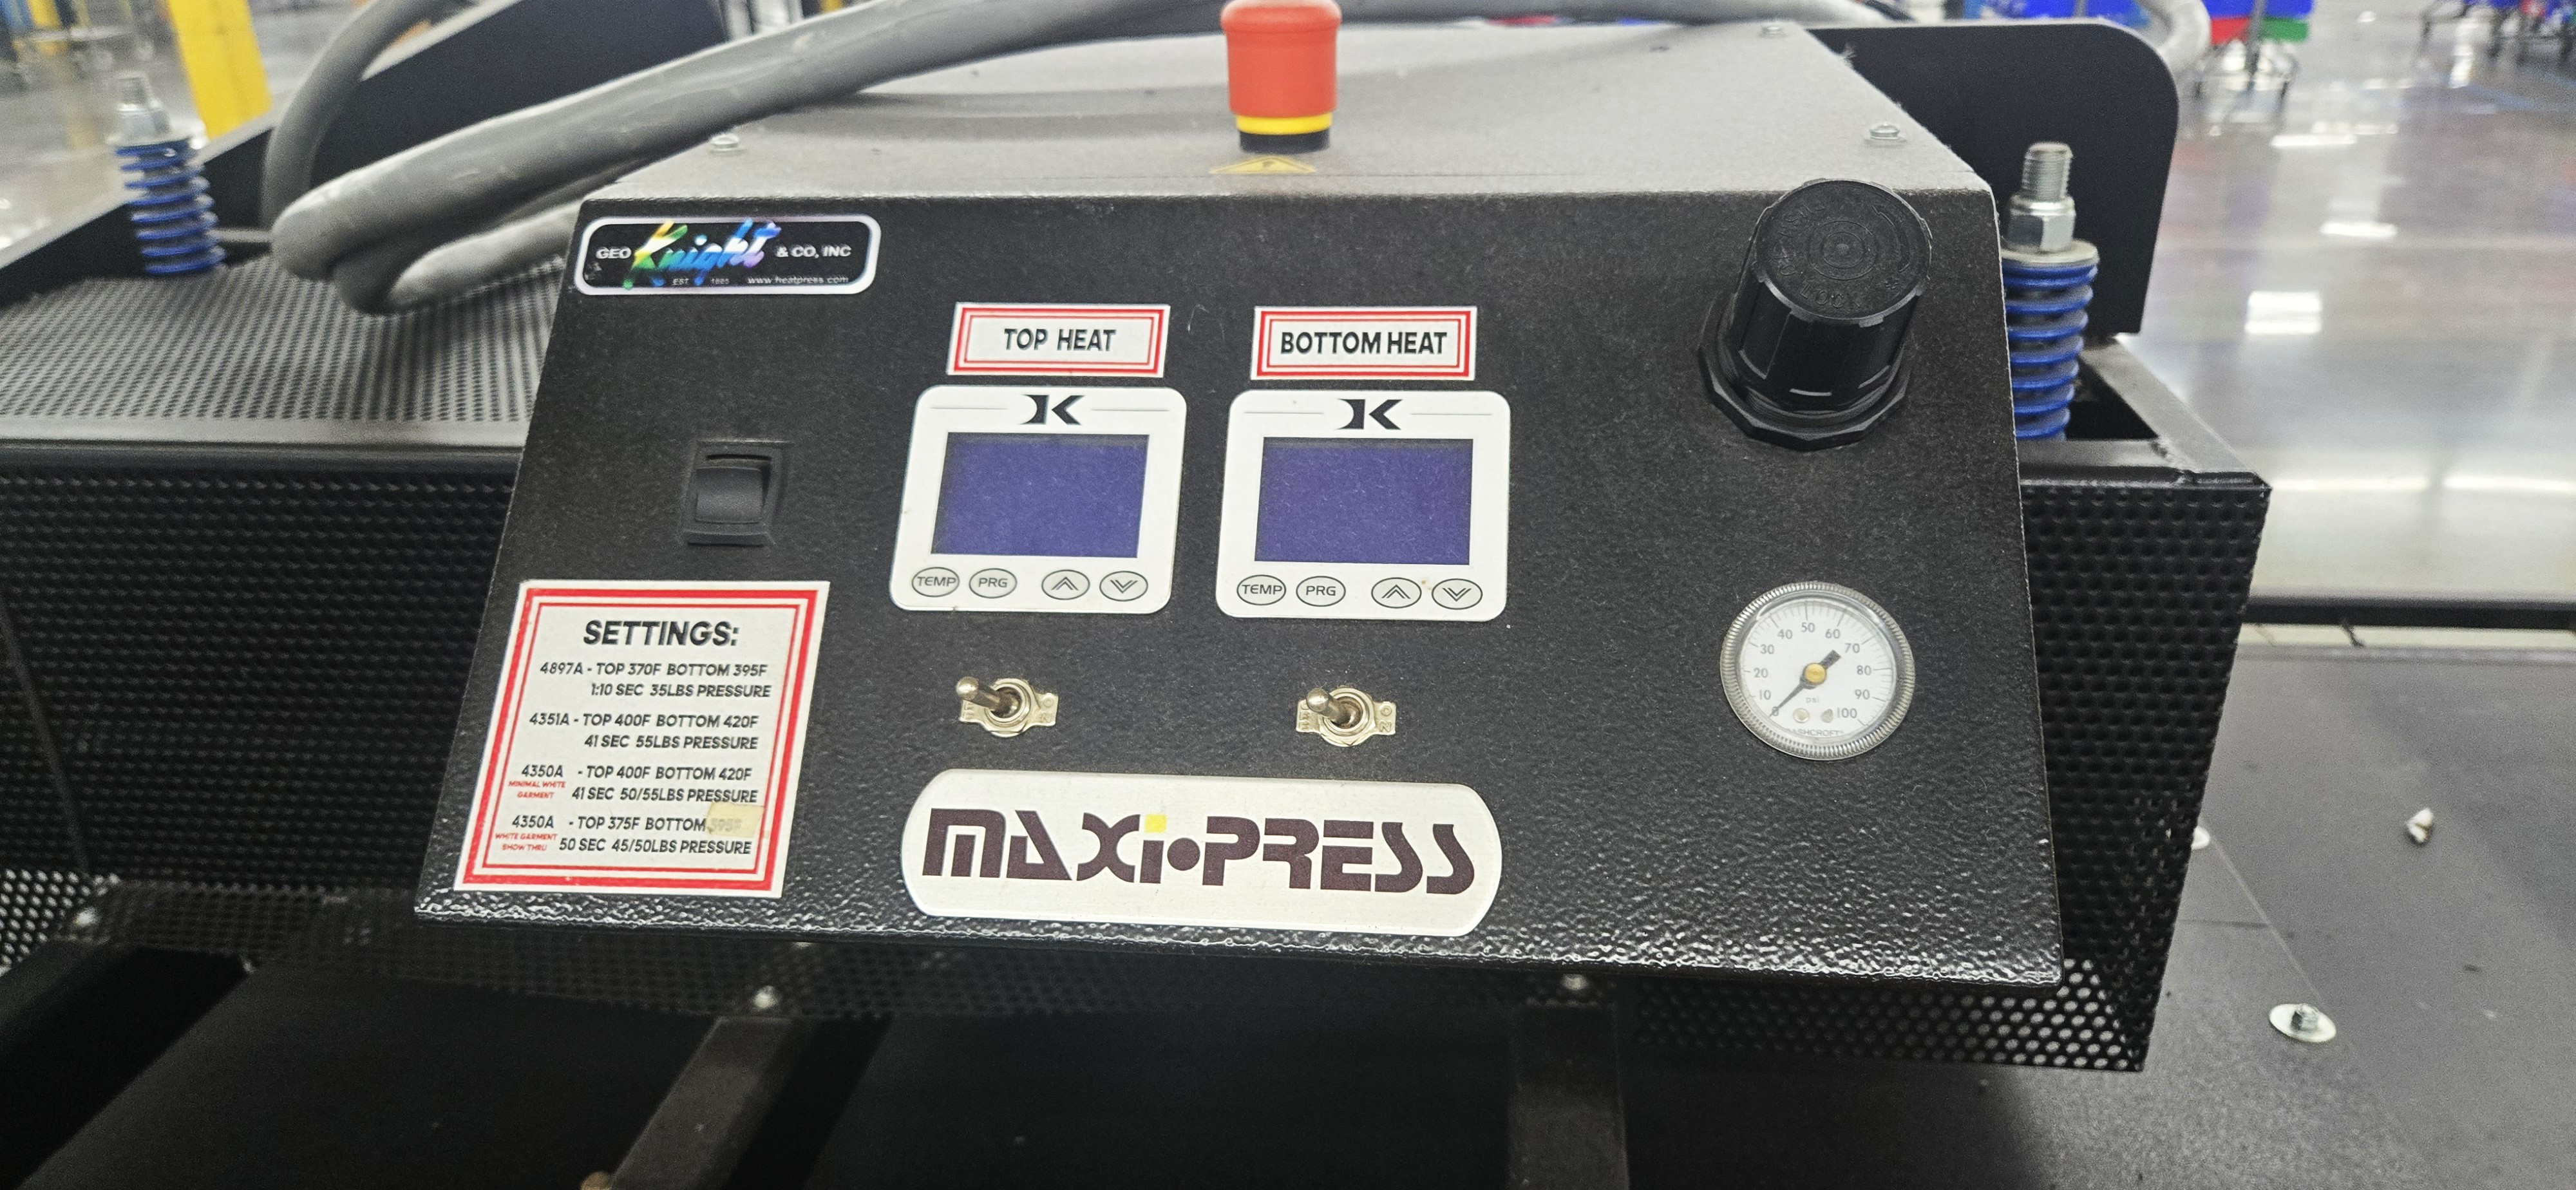 GEO Knight & CO, INC
EST. 1885 www.heatpress.com
TOP HEAT
BOTTOM HEAT
K
K
TEMP PRG
TEMP PRG
SETTINGS:
4897A - TOP 370F BOTTOM 395F
1:10 SEC 35LBS PRESSURE
4351A - TOP 400F BOTTOM 420F
41 SEC 55LBS PRESSURE
4350A - TOP 400F BOTTOM 420F
MINIMAL WHITE
GARMENT 41 SEC 50/55LBS PRESSURE
4350A - TOP 375F BOTTOM 395F
WHITE GARMENT
SHOW THRU 50 SEC 45/50LBS PRESSURE
0 10 20 30 40 50 60 70 80 90 100
PSI
ASHCROFT
MAXi•PRESS